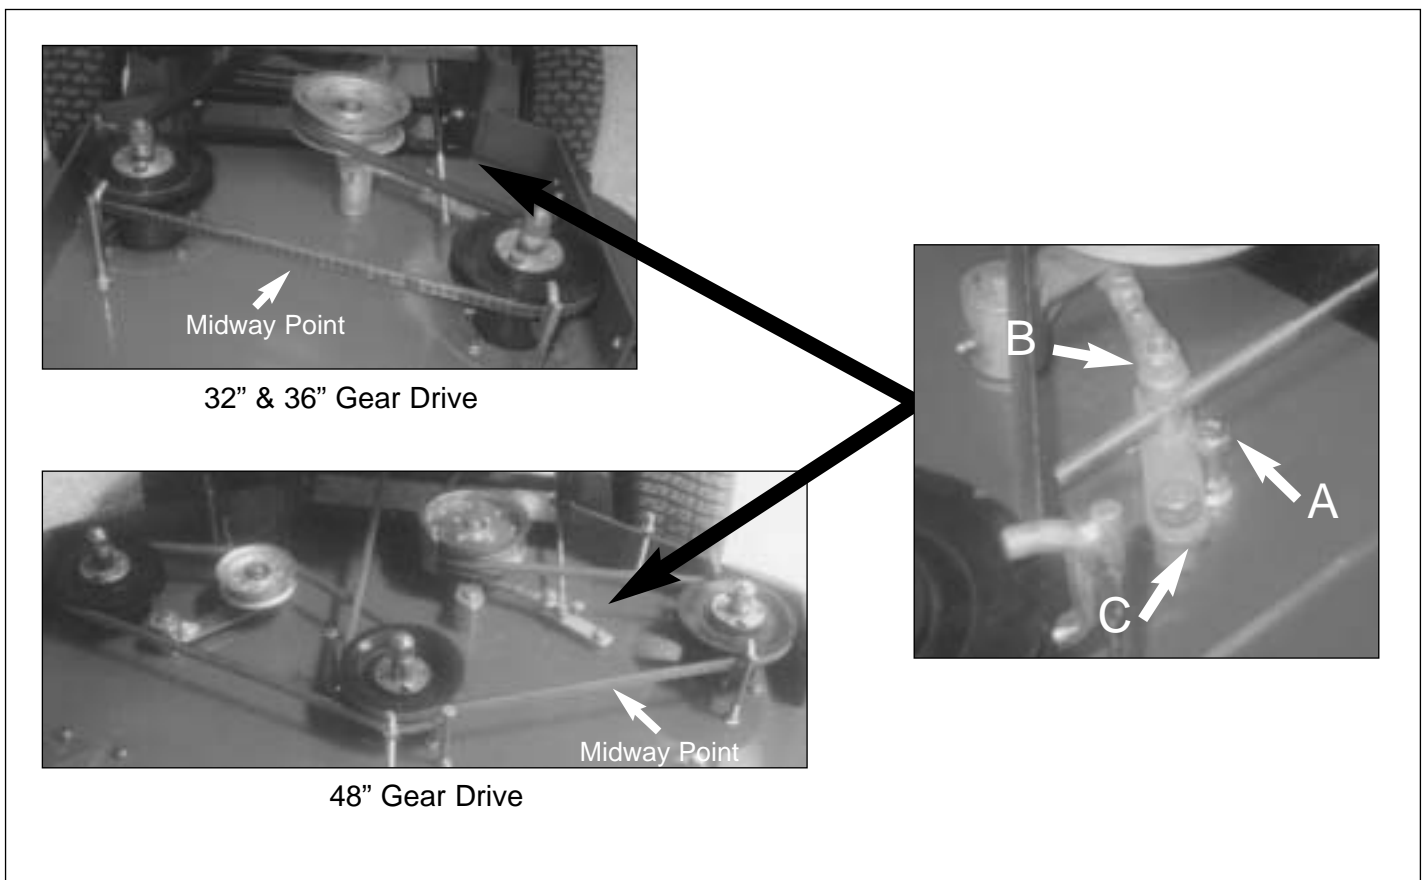 Midway Point
32” & 36” Gear Drive
B
A
C
Midway Point
48” Gear Drive